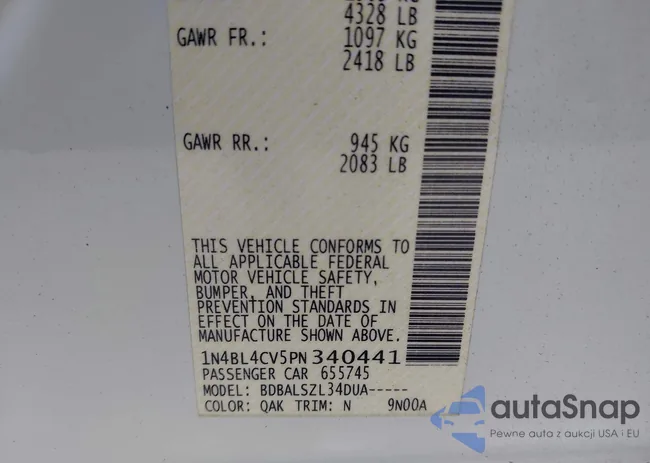 4328 LB
GAWR FR.: 1097 KG
2418 LB
GAWR RR.: 945 KG
2083 LB
THIS VEHICLE CONFORMS TO
ALL APPLICABLE FEDERAL
MOTOR VEHICLE SAFETY,
BUMPER, AND THEFT
PREVENTION STANDARDS IN
EFFECT ON THE DATE OF
MANUFACTURE SHOWN ABOVE.
1N4BL4CV5PN340441
PASSENGER CAR 655745
MODEL: BDBALSZL34DUA-----
COLOR: QAK TRIM: N 9N00A
autaSnap
Pewne auta z aukcji USA i EU